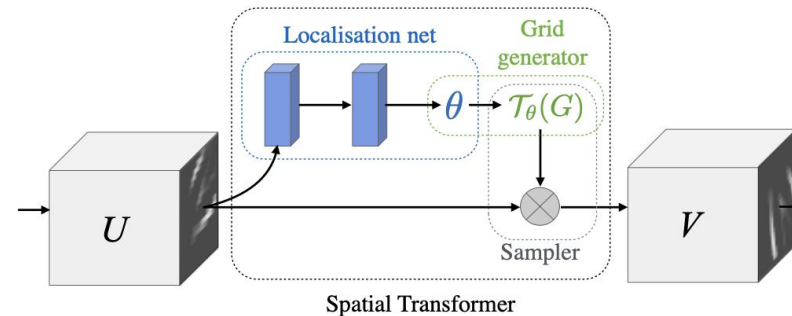 Localisation net
Grid
generator
θ
𝒯θ(G)
U
V
Sampler
Spatial Transformer